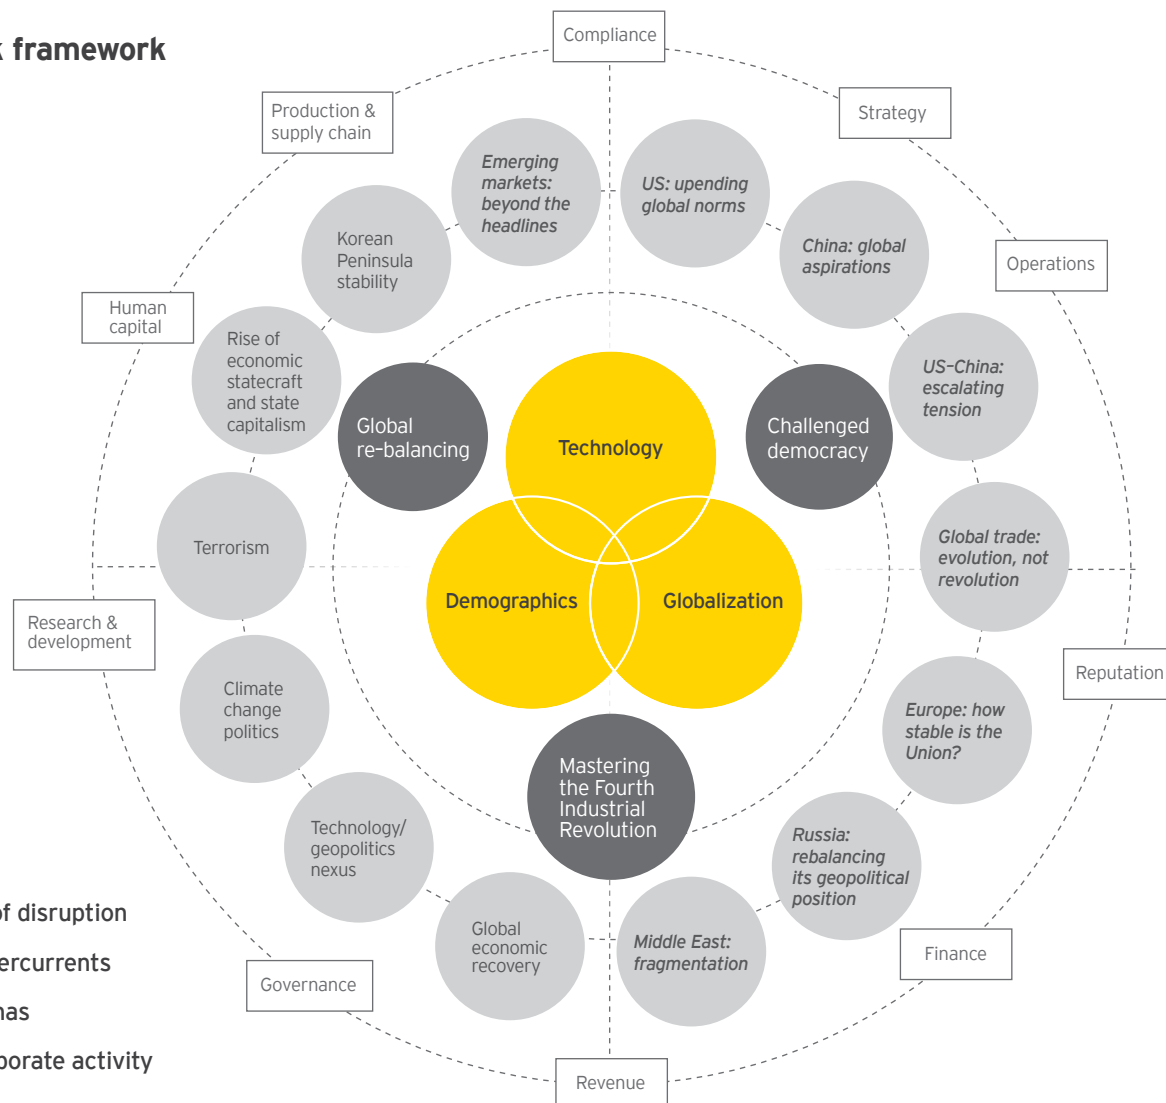 framework
Compliance
Strategy
Production &
supply chain
Operations
Human
capital
Reputation
Research &
development
Finance
Governance
Revenue
Emerging
markets:
beyond the
headlines
US: upending
global norms
China: global
aspirations
US–China:
escalating
tension
Global trade:
evolution, not
revolution
Europe: how
stable is the
Union?
Russia:
rebalancing
its geopolitical
position
Middle East:
fragmentation
Global
economic
recovery
Technology/
geopolitics
nexus
Climate
change
politics
Terrorism
Rise of
economic
statecraft
and state
capitalism
Korean
Peninsula
stability
Global
re-balancing
Challenged
democracy
Mastering
the Fourth
Industrial
Revolution
Technology
Demographics
Globalization
of disruption
ercurrents
nas
porate activity